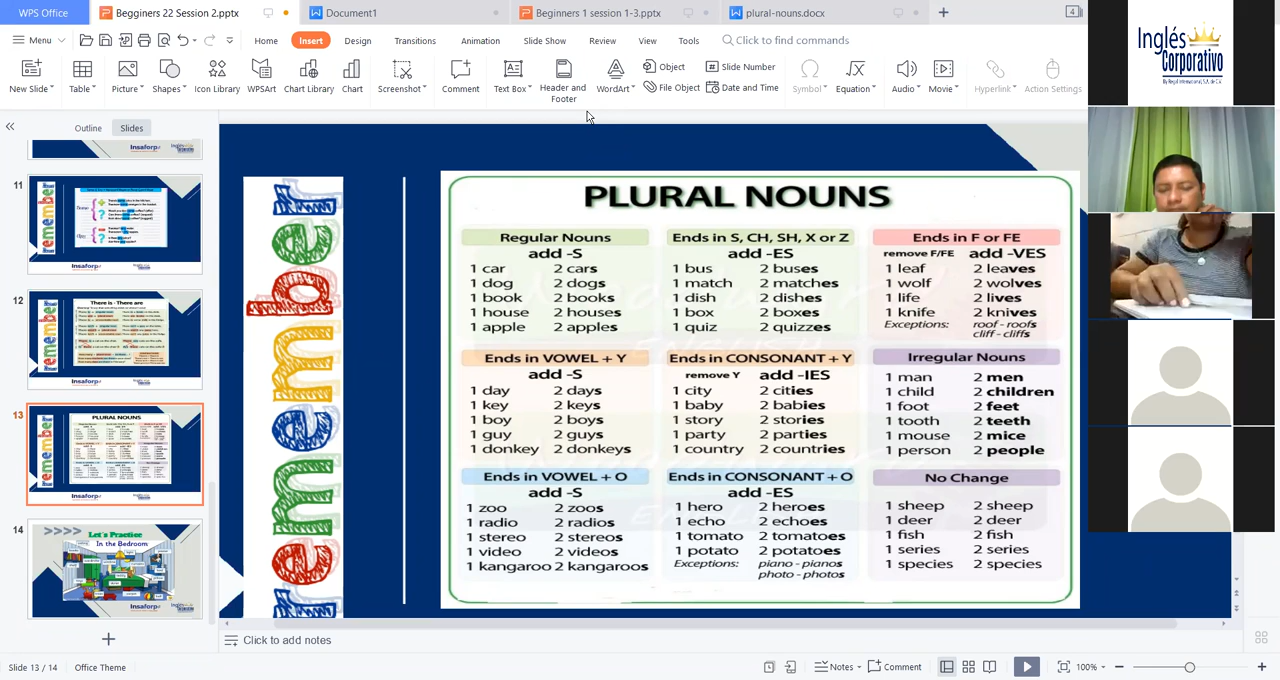 WPS Office
Begginers 22 Session 2.pptx
Document1
Beginners 1 session 1-3.pptx
plural-nouns.docx
4
Menu
Home
Insert
Design
Transitions
Animation
Slide Show
Review
View
Tools
Click to find commands
New Slide
Table
Picture
Shapes
Icon Library
WPSArt
Chart Library
Chart
Screenshot
Comment
Text Box
Header and
Footer
WordArt
Object
File Object
Slide Number
Date and Time
Symbol
Equation
Audio
Movie
Hyperlink
Action Settings
Inglés
Corporativo
Outline
Slides
Insaforp
11
12
There is - There are
13
PLURAL NOUNS
Insaforp
14
Let's Practice
In the Bedroom
Insaforp
remember
PLURAL NOUNS
Regular Nouns
add -S
1 car 2 cars
1 dog 2 dogs
1 book 2 books
1 house 2 houses
1 apple 2 apples
Ends in S, CH, SH, X or Z
add -ES
1 bus 2 buses
1 match 2 matches
1 dish 2 dishes
1 box 2 boxes
1 quiz 2 quizzes
Ends in F or FE
remove F/FE add -VES
1 leaf 2 leaves
1 wolf 2 wolves
1 life 2 lives
1 knife 2 knives
Exceptions: roof - roofs
cliff - cliffs
Ends in VOWEL + Y
add -S
1 day 2 days
1 key 2 keys
1 boy 2 boys
1 guy 2 guys
1 donkey 2 donkeys
Ends in CONSONANT + Y
remove Y add -IES
1 city 2 cities
1 baby 2 babies
1 story 2 stories
1 party 2 parties
1 country 2 countries
Irregular Nouns
1 man 2 men
1 child 2 children
1 foot 2 feet
1 tooth 2 teeth
1 mouse 2 mice
1 person 2 people
Ends in VOWEL + O
add -S
1 zoo 2 zoos
1 radio 2 radios
1 stereo 2 stereos
1 video 2 videos
1 kangaroo 2 kangaroos
Ends in CONSONANT + O
add -ES
1 hero 2 heroes
1 echo 2 echoes
1 tomato 2 tomatoes
1 potato 2 potatoes
Exceptions: piano - pianos
photo - photos
No Change
1 sheep 2 sheep
1 deer 2 deer
1 fish 2 fish
1 series 2 series
1 species 2 species
Click to add notes
Slide 13 / 14
Office Theme
Notes
Comment
100%